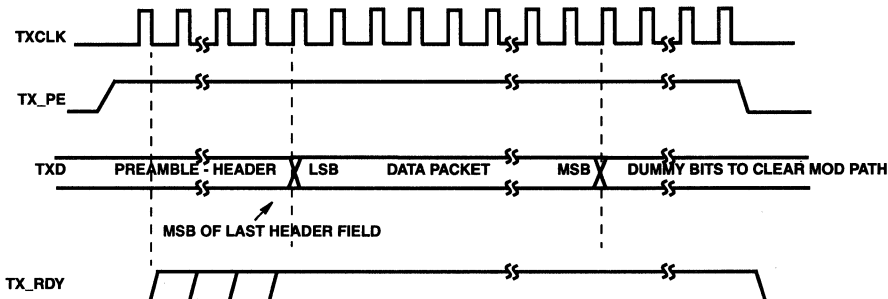 TXCLK
TX_PE
TXD
PREAMBLE - HEADER
LSB
DATA PACKET
MSB
DUMMY BITS TO CLEAR MOD PATH
MSB OF LAST HEADER FIELD
TX_RDY